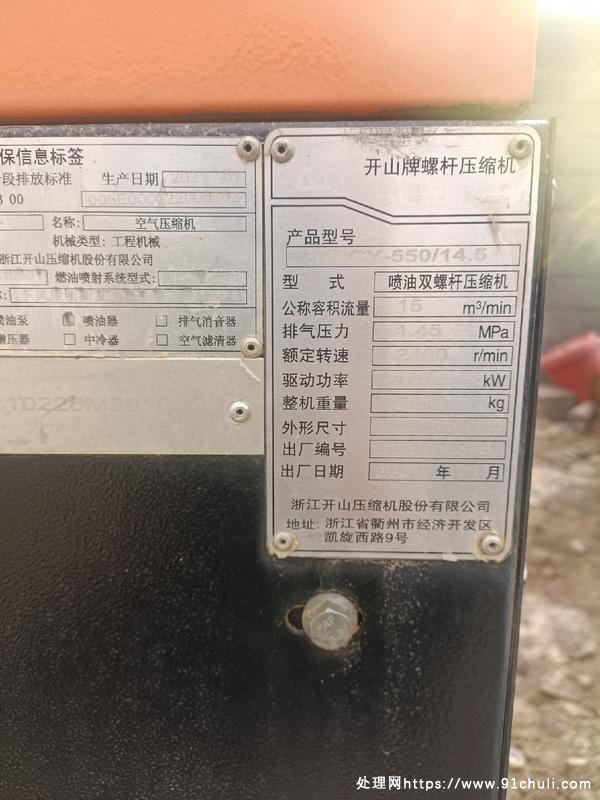 保信息标签
段排放标准 生产日期
名称: 空气压缩机
机械类型: 工程机械
浙江开山压缩机股份有限公司
燃油喷射系统型式:
喷油泵 喷油器 排气消音器
增压器 中冷器 空气滤清器
开山牌螺杆压缩机
产品型号
Y-550/14.5
型 式 喷油双螺杆压缩机
公称容积流量 15 m³/min
排气压力 1.45 MPa
额定转速 r/min
驱动功率 kW
整机重量 kg
外形尺寸
出厂编号
出厂日期 年 月
浙江开山压缩机股份有限公司
地址: 浙江省衢州市经济开发区
凯旋西路9号
处理网https://www.91chuli.com/